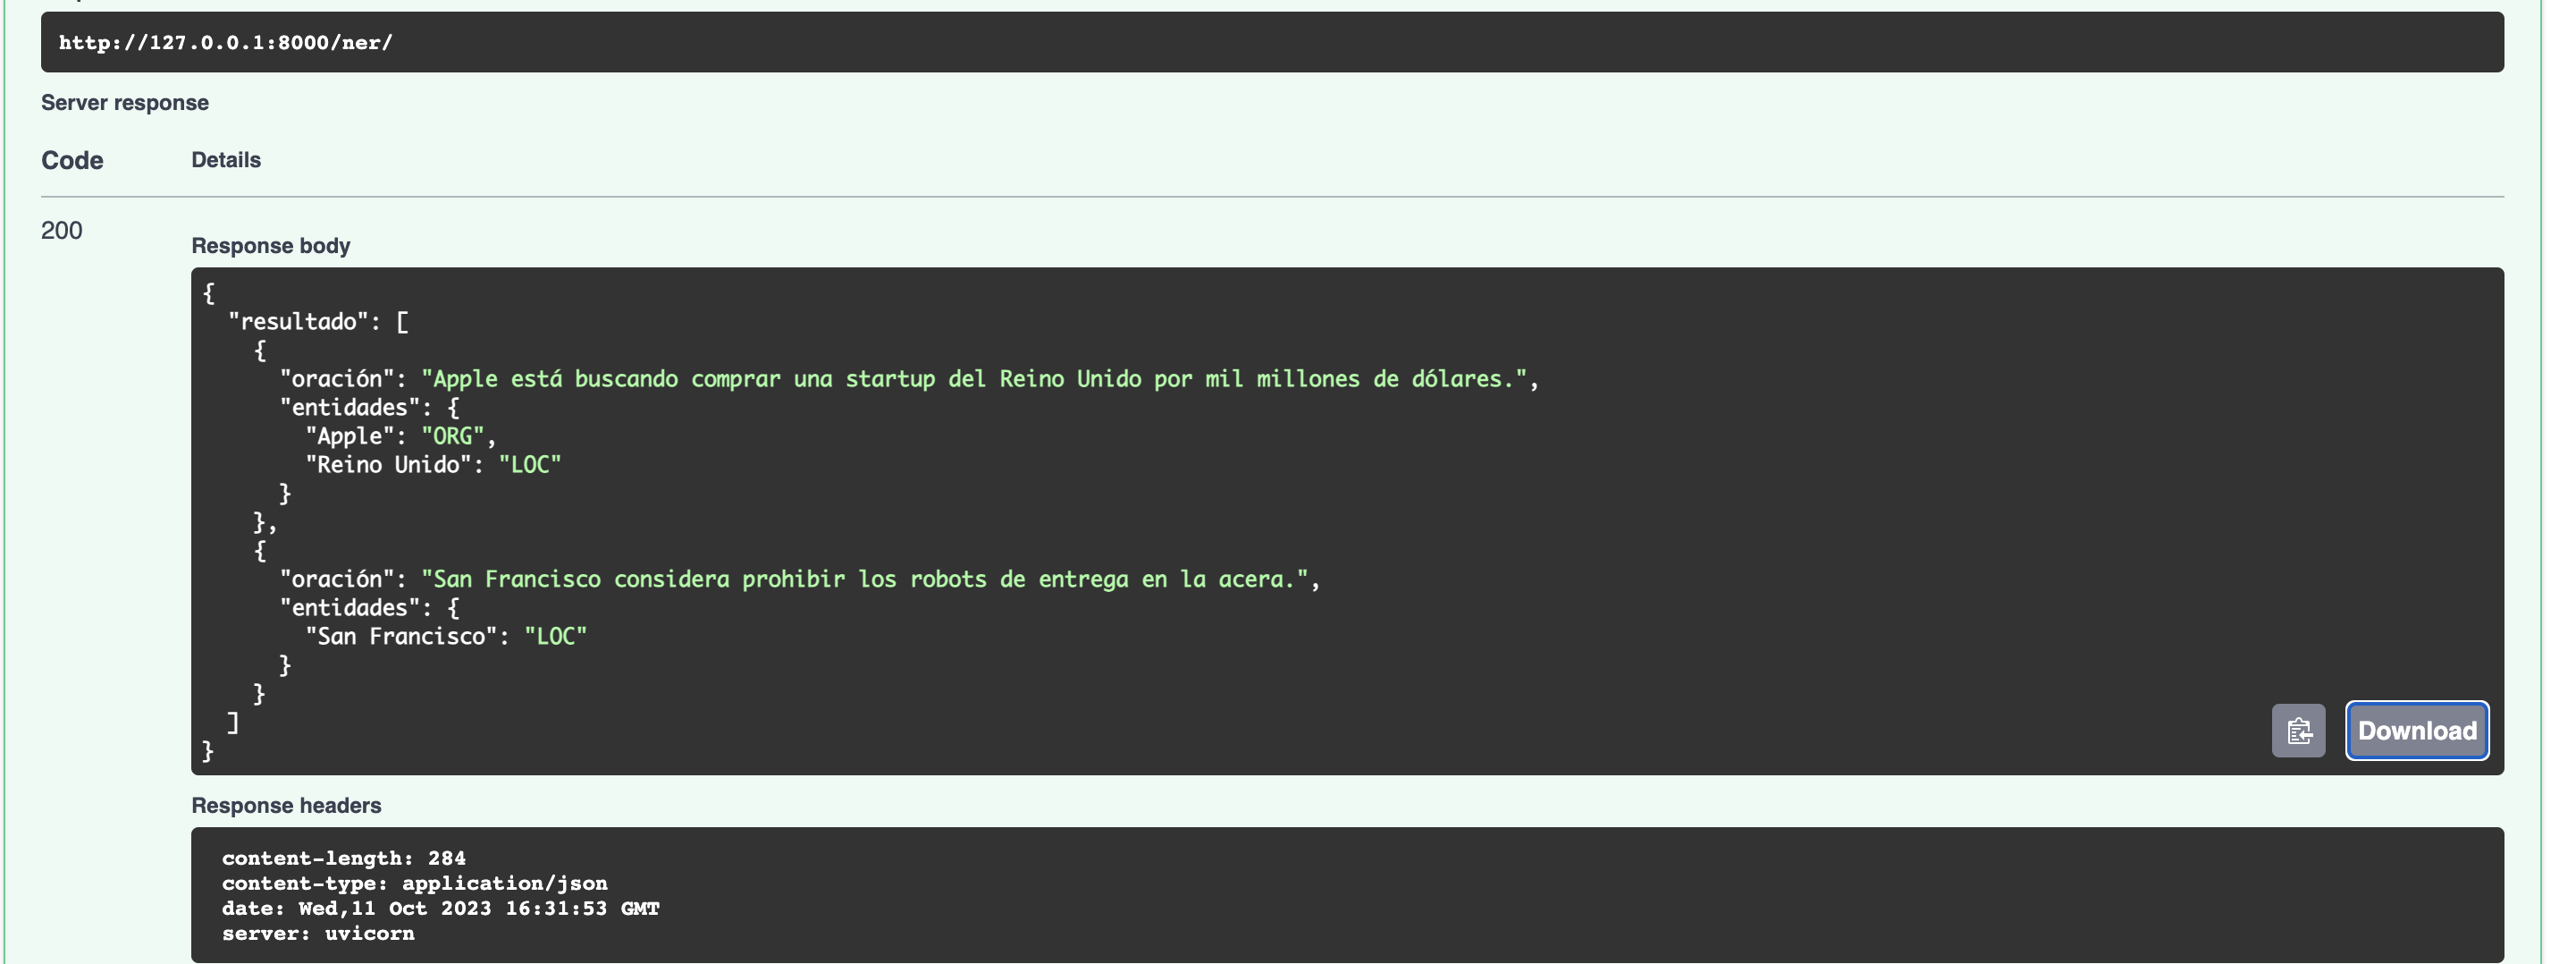 http://127.0.0.1:8000/ner/
Server response
Code Details
200
Response body
{
  "resultado": [
    {
      "oración": "Apple está buscando comprar una startup del Reino Unido por mil millones de dólares.",
      "entidades": {
        "Apple": "ORG",
        "Reino Unido": "LOC"
      }
    },
    {
      "oración": "San Francisco considera prohibir los robots de entrega en la acera.",
      "entidades": {
        "San Francisco": "LOC"
      }
    }
  ]
}
Download
Response headers
content-length: 284
content-type: application/json
date: Wed,11 Oct 2023 16:31:53 GMT
server: uvicorn